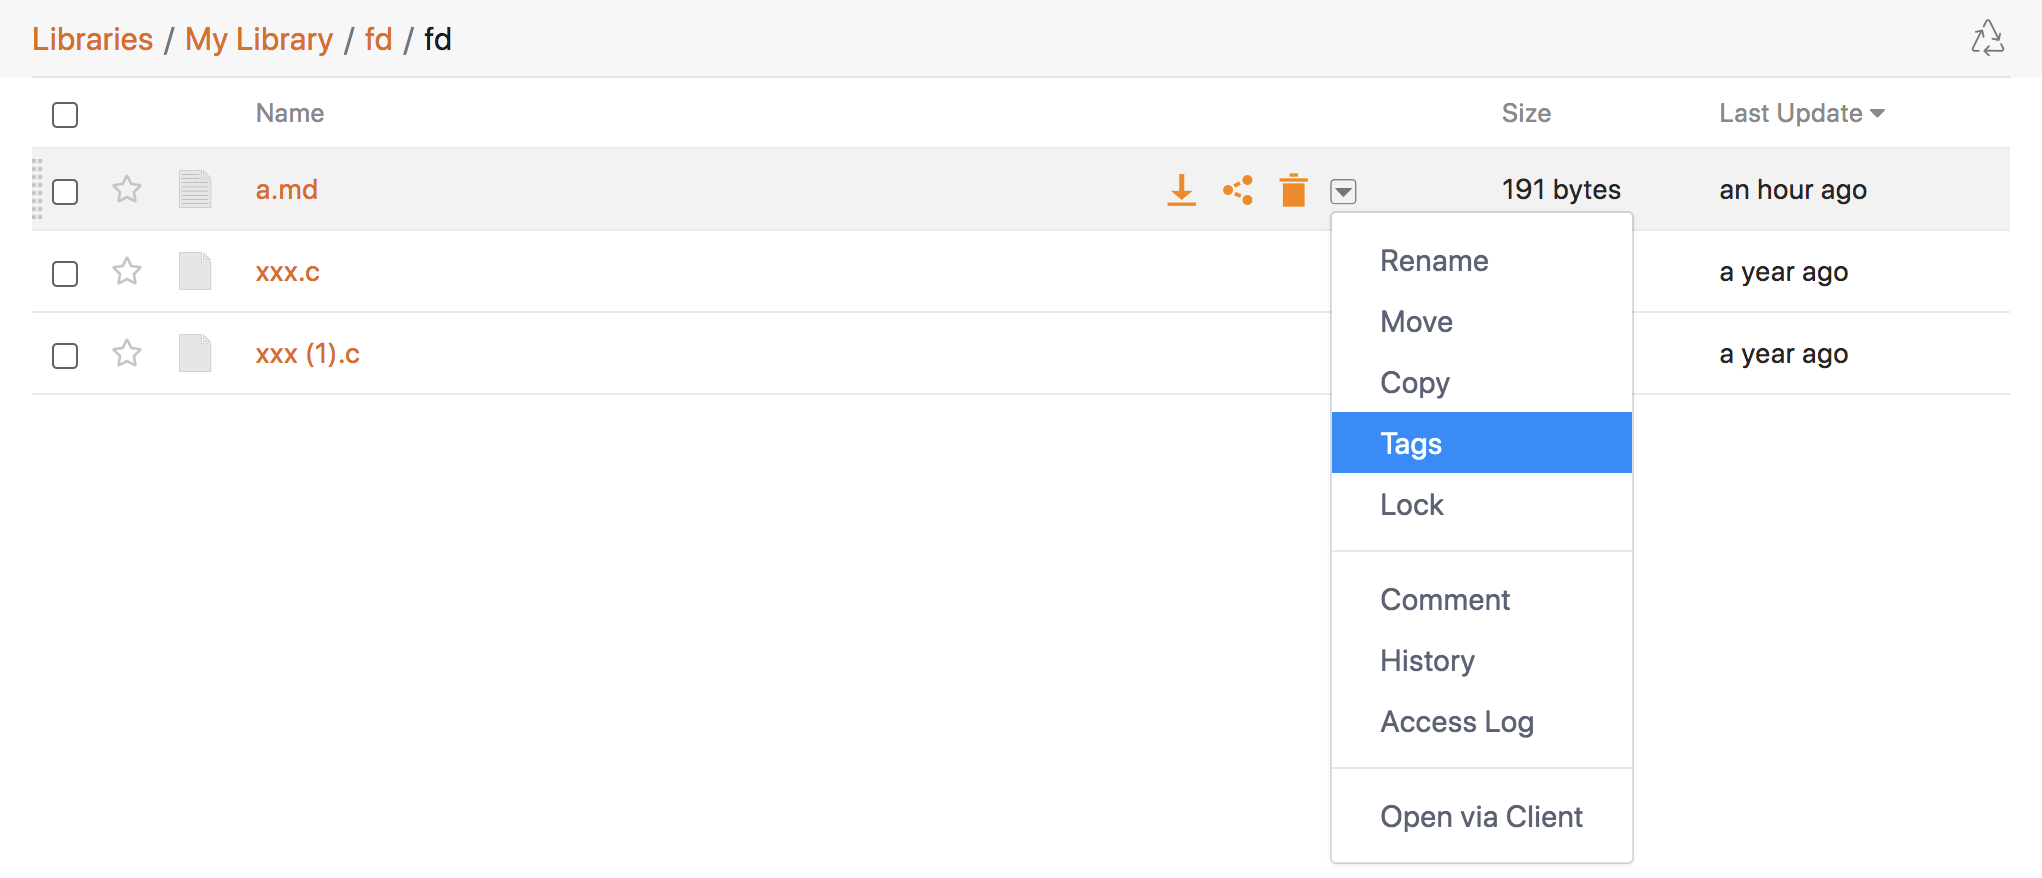 Libraries / My Library / fd / fd
Name Size Last Update
a.md 191 bytes an hour ago
xxx.c a year ago
xxx (1).c a year ago
Rename
Move
Copy
Tags
Lock
Comment
History
Access Log
Open via Client